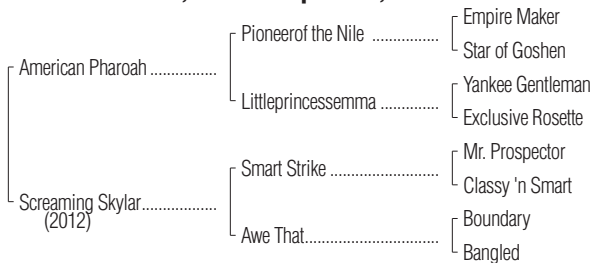 Empire Maker
Pioneerof the Nile ................
Star of Goshen
American Pharoah ................
Yankee Gentleman
Littleprincessemma ..............
Exclusive Rosette
Mr. Prospector
Smart Strike ..........................
Classy 'n Smart
Screaming Skylar..................
(2012)
Boundary
Awe That................................
Bangled